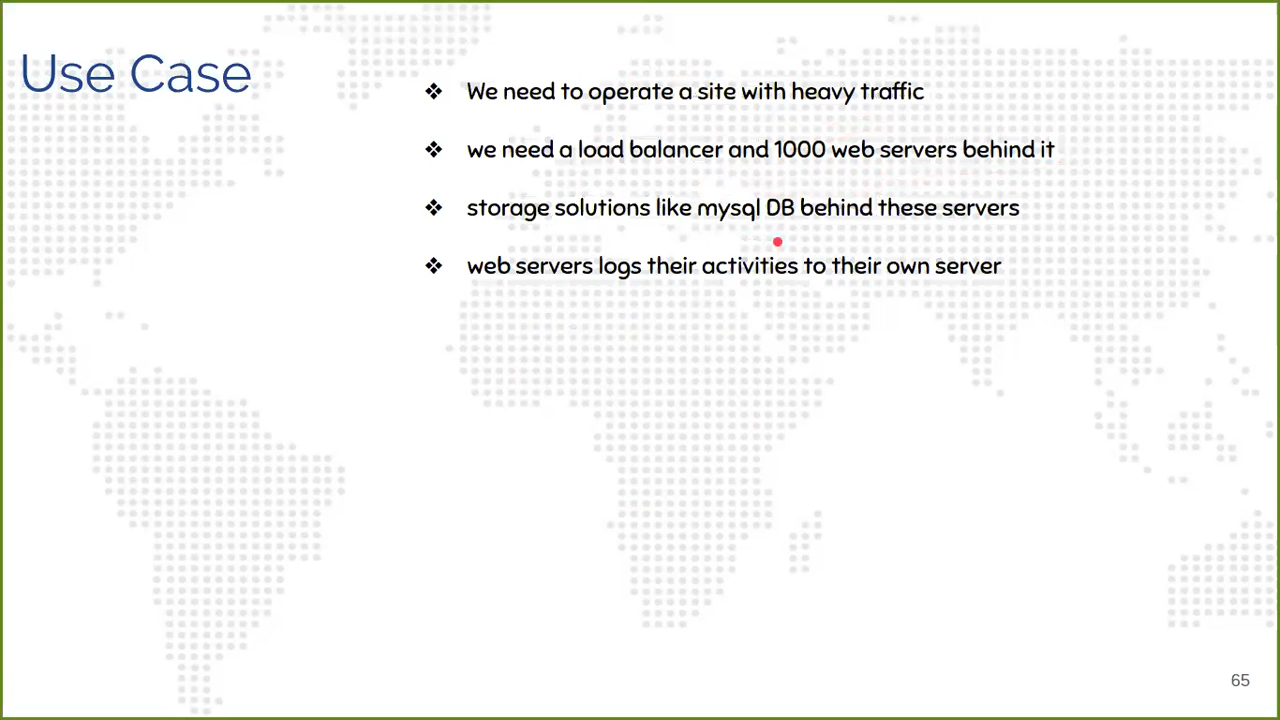 Use Case
❖ We need to operate a site with heavy traffic
❖ we need a load balancer and 1000 web servers behind it
❖ storage solutions like mysql DB behind these servers
❖ web servers logs their activities to their own server
65